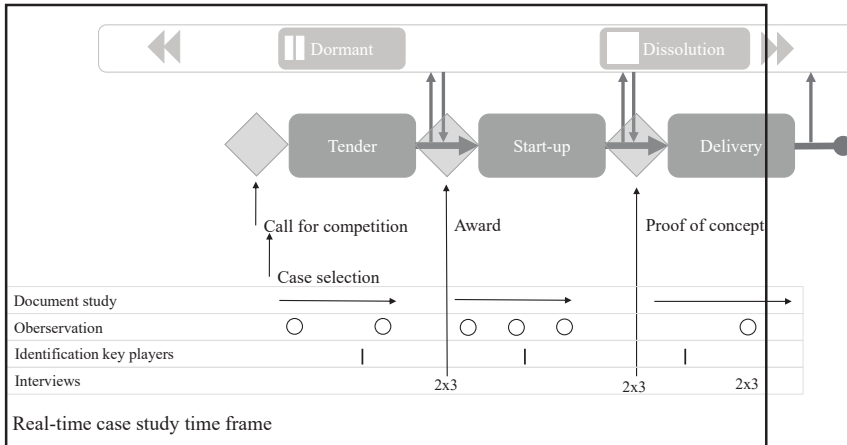 Dormant
Dissolution
Tender
Start-up
Delivery
Call for competition
Award
Proof of concept
Case selection
Document study
Oberservation
Identification key players
Interviews
2x3
2x3
2x3
Real-time case study time frame